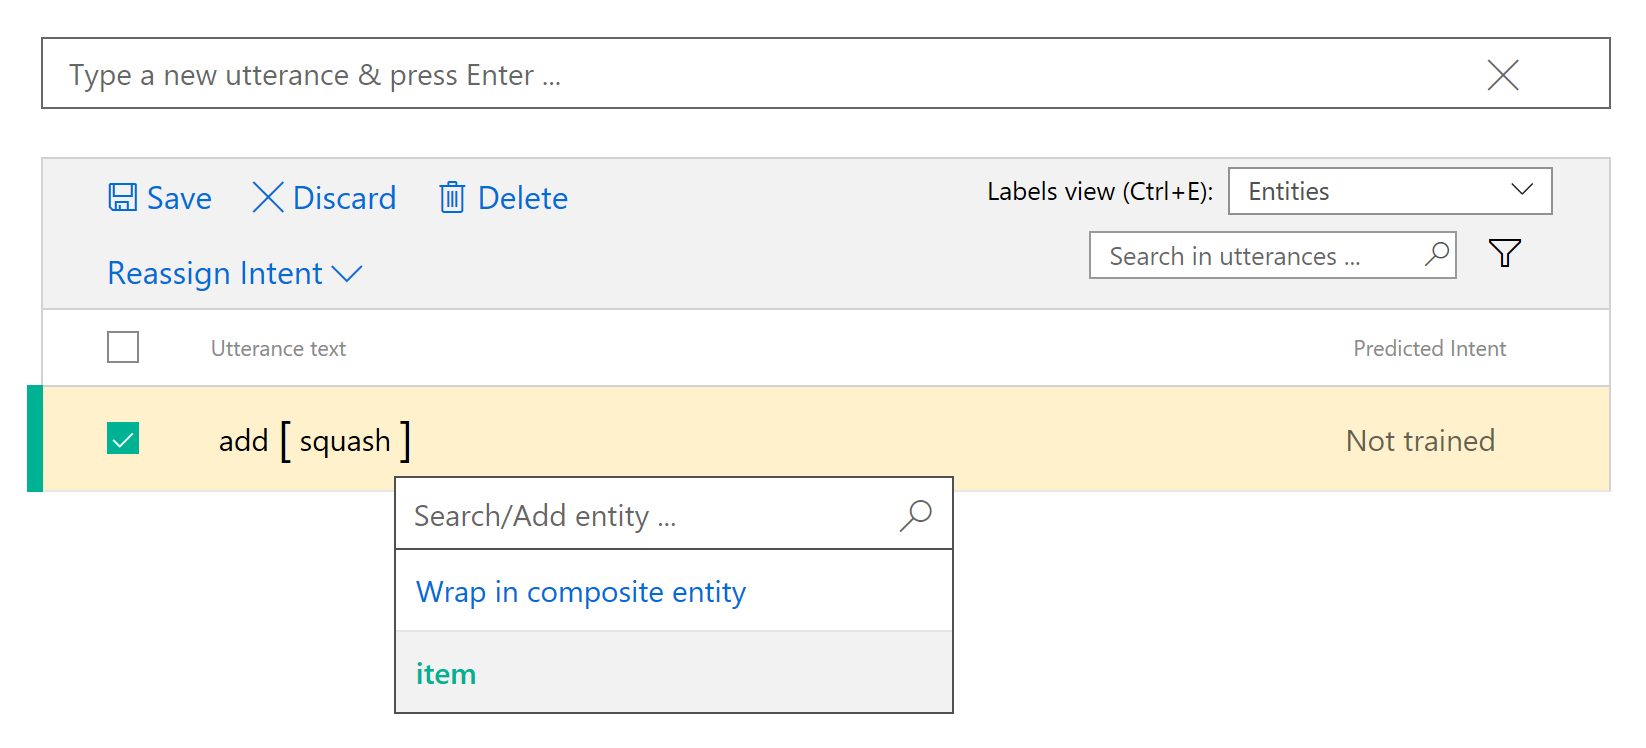 Type a new utterance & press Enter ...
Save Discard Delete
Labels view (Ctrl+E): Entities
Search in utterances ...
Reassign Intent
Utterance text Predicted Intent
add [ squash ] Not trained
Search/Add entity ...
Wrap in composite entity
item